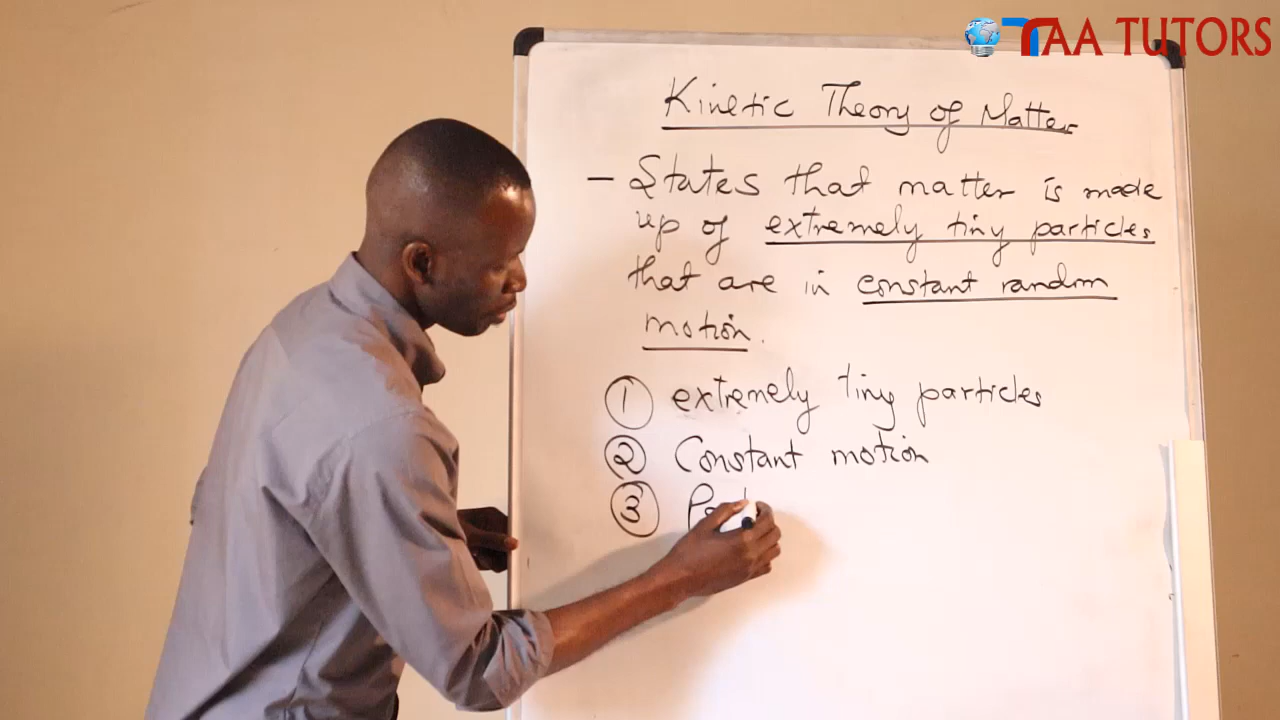 TAA TUTORS
Kinetic Theory of Matter
- States that matter is made
up of extremely tiny particles
that are in constant random
motion.
1 extremely tiny particles
2 Constant motion
3